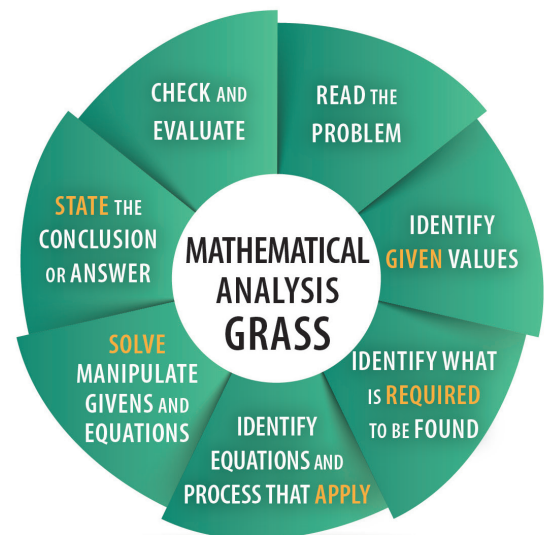 MATHEMATICAL
ANALYSIS
GRASS
READ THE
PROBLEM
IDENTIFY
GIVEN VALUES
IDENTIFY WHAT
IS REQUIRED
TO BE FOUND
IDENTIFY
EQUATIONS AND
PROCESS THAT APPLY
SOLVE
MANIPULATE
GIVENS AND
EQUATIONS
STATE THE
CONCLUSION
OR ANSWER
CHECK AND
EVALUATE